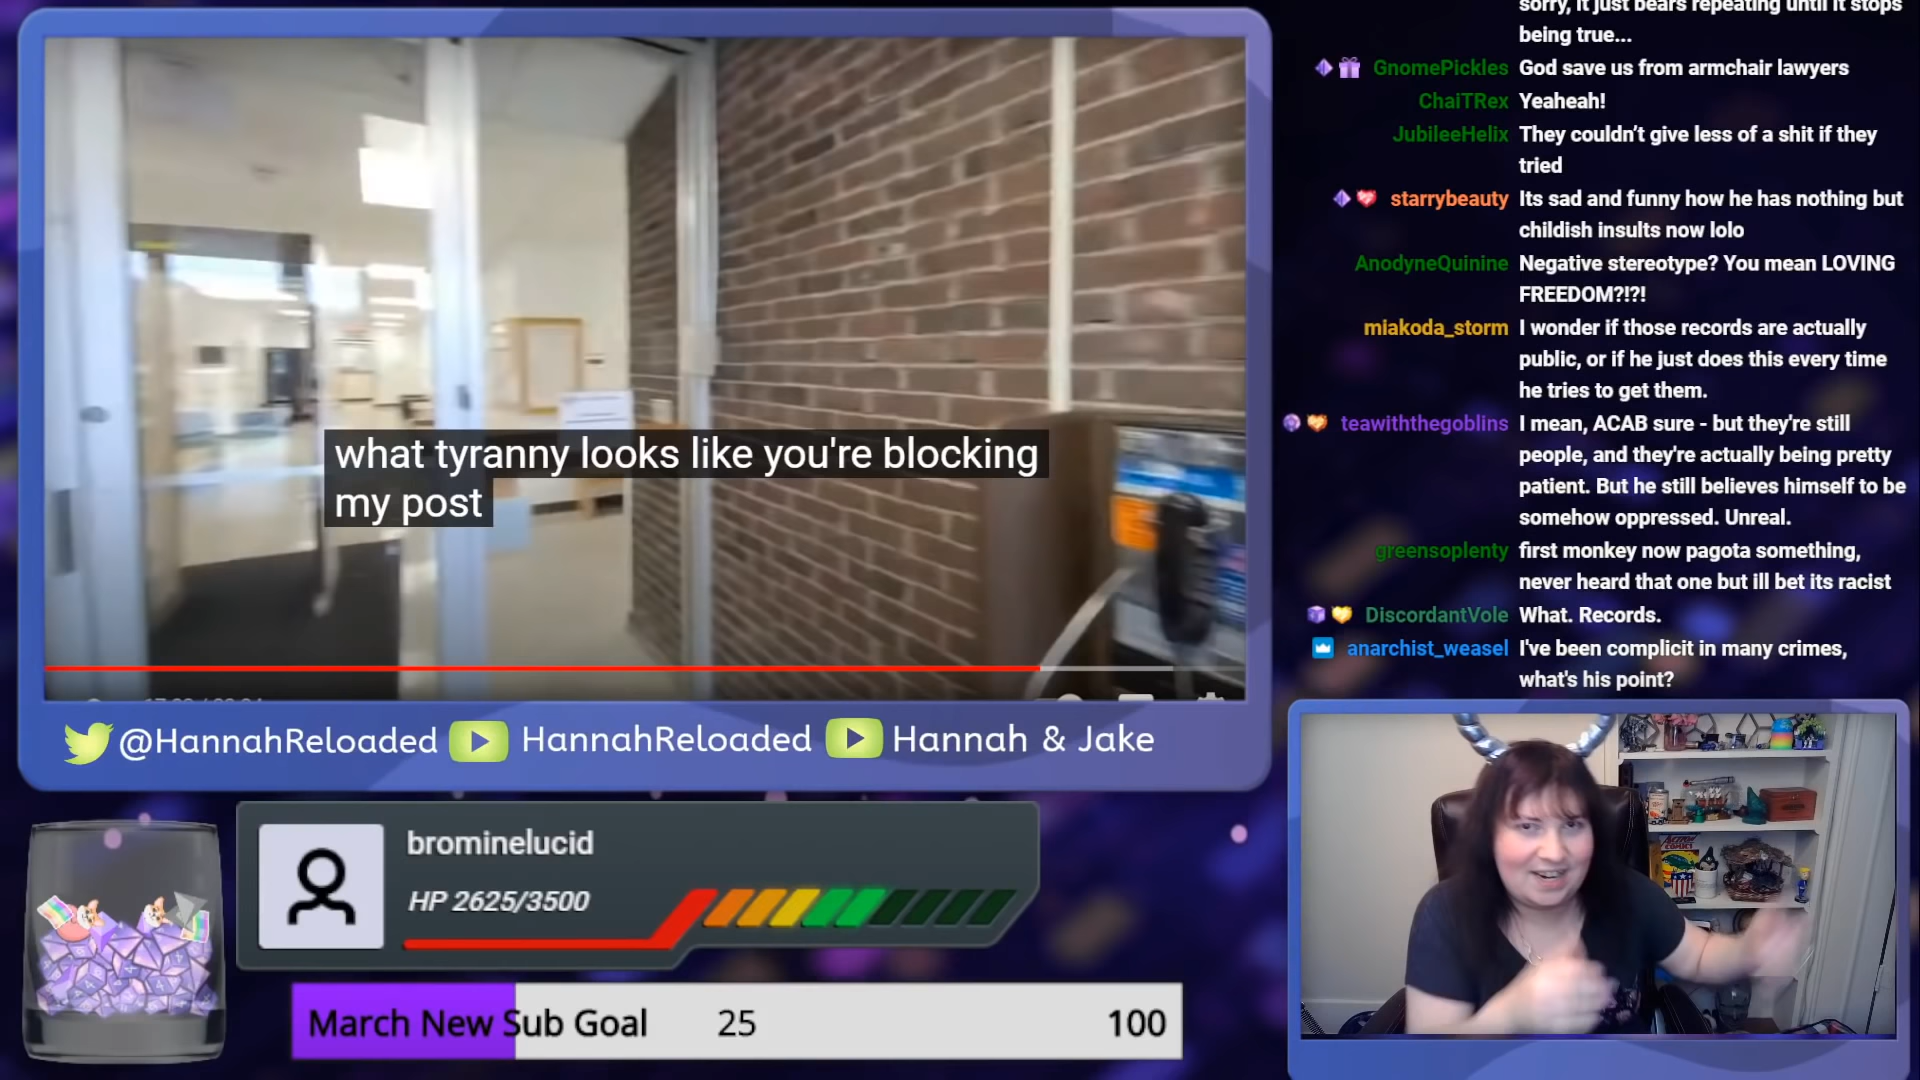 what tyranny looks like you're blocking
my post
@HannahReloaded HannahReloaded Hannah & Jake
brominelucid
HP 2625/3500
March New Sub Goal 25 100
sorry, it just bears repeating until it stops
being true...
GnomePickles God save us from armchair lawyers
ChaiTRex Yeaheah!
JubileeHelix They couldn’t give less of a shit if they
tried
starrybeauty Its sad and funny how he has nothing but
childish insults now lolo
AnodyneQuinine Negative stereotype? You mean LOVING
FREEDOM?!?!
miakoda_storm I wonder if those records are actually
public, or if he just does this every time
he tries to get them.
teawiththegoblins I mean, ACAB sure - but they're still
people, and they're actually being pretty
patient. But he still believes himself to be
somehow oppressed. Unreal.
greensoplenty first monkey now pagota something,
never heard that one but ill bet its racist
DiscordantVole What. Records.
anarchist_weasel I've been complicit in many crimes,
what's his point?